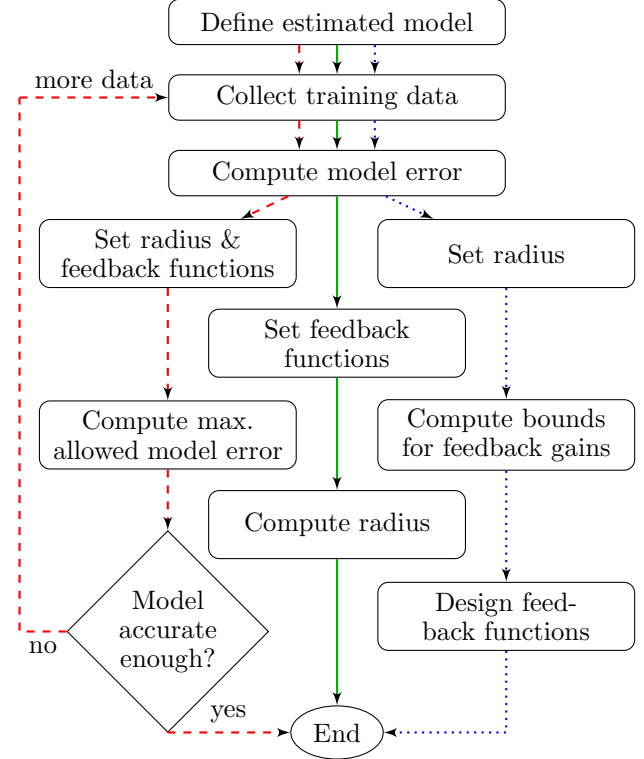 Define estimated model
more data
Collect training data
Compute model error
Set radius &
feedback functions
Set radius
Set feedback
functions
Compute max.
allowed model error
Compute bounds
for feedback gains
Compute radius
Model
accurate
enough?
Design feed-
back functions
no
yes
End